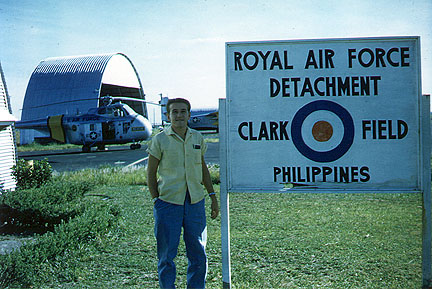 ROYAL AIR FORCE
DETACHMENT
CLARK FIELD
PHILIPPINES